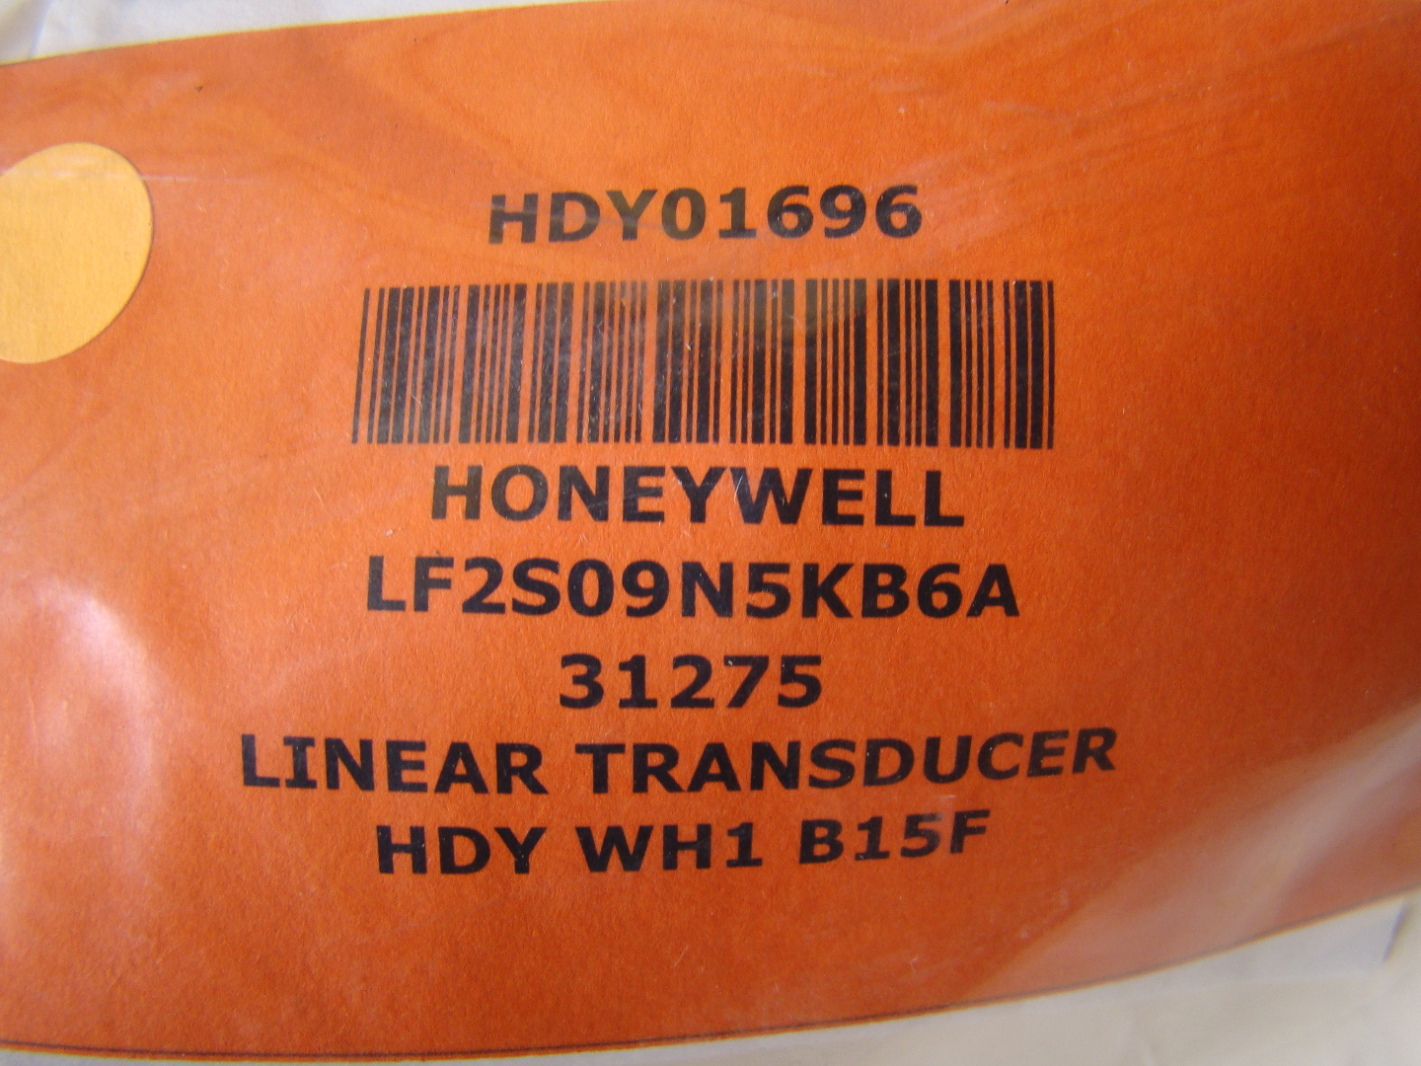 HDY01696
HONEYWELL
LF2S09N5KB6A
31275
LINEAR TRANSDUCER
HDY WH1 B15F